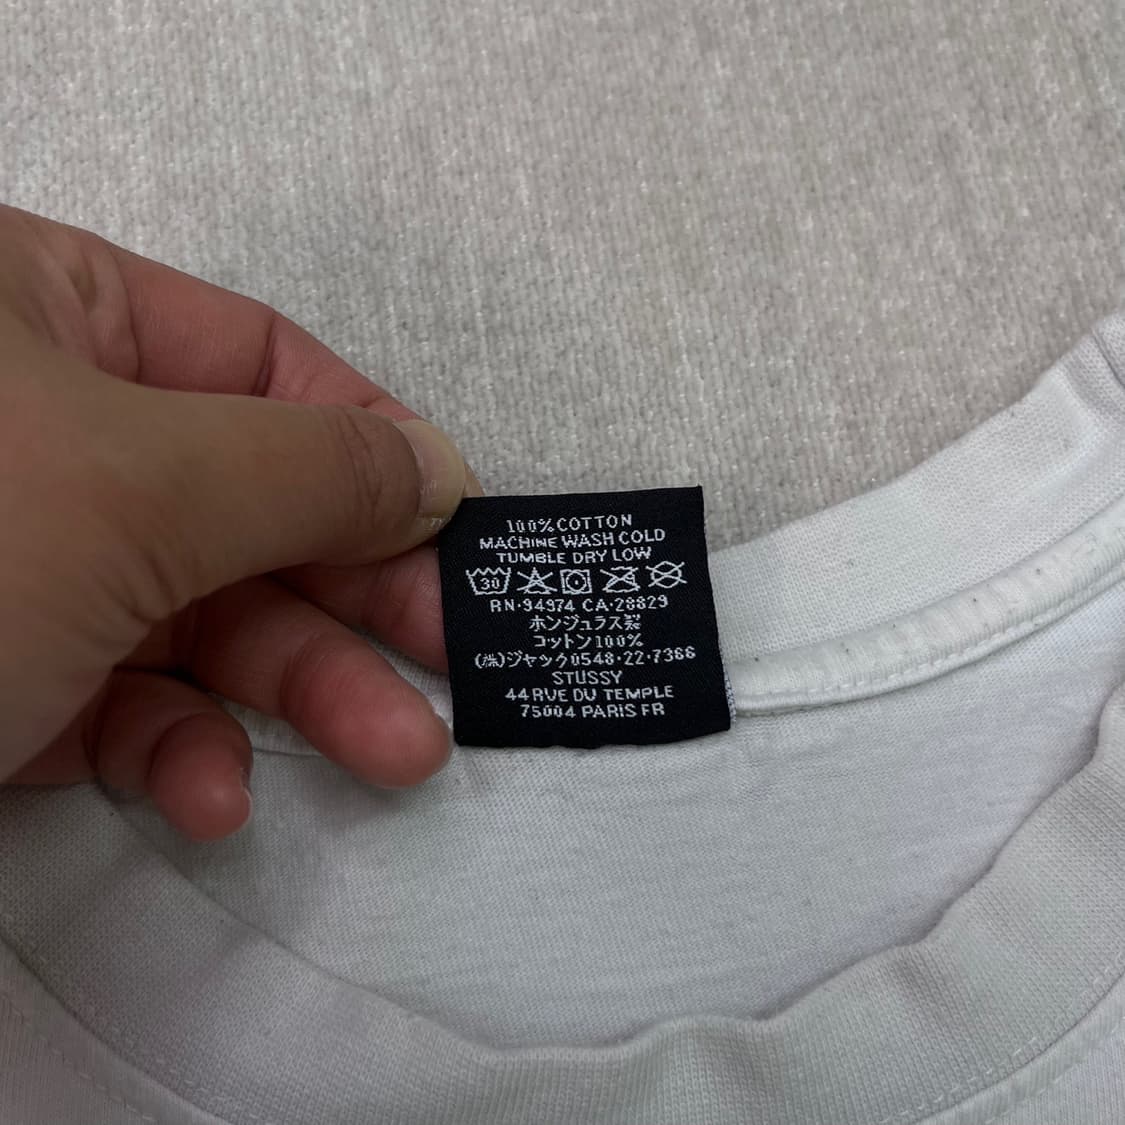 100% COTTON
MACHINE WASH COLD
TUMBLE DRY LOW
30
RN·94974 CA·28829
ホンジュラス製
コットン100%
(株)ジャック0548·22·7366
STUSSY
44 RUE DU TEMPLE
75004 PARIS FR